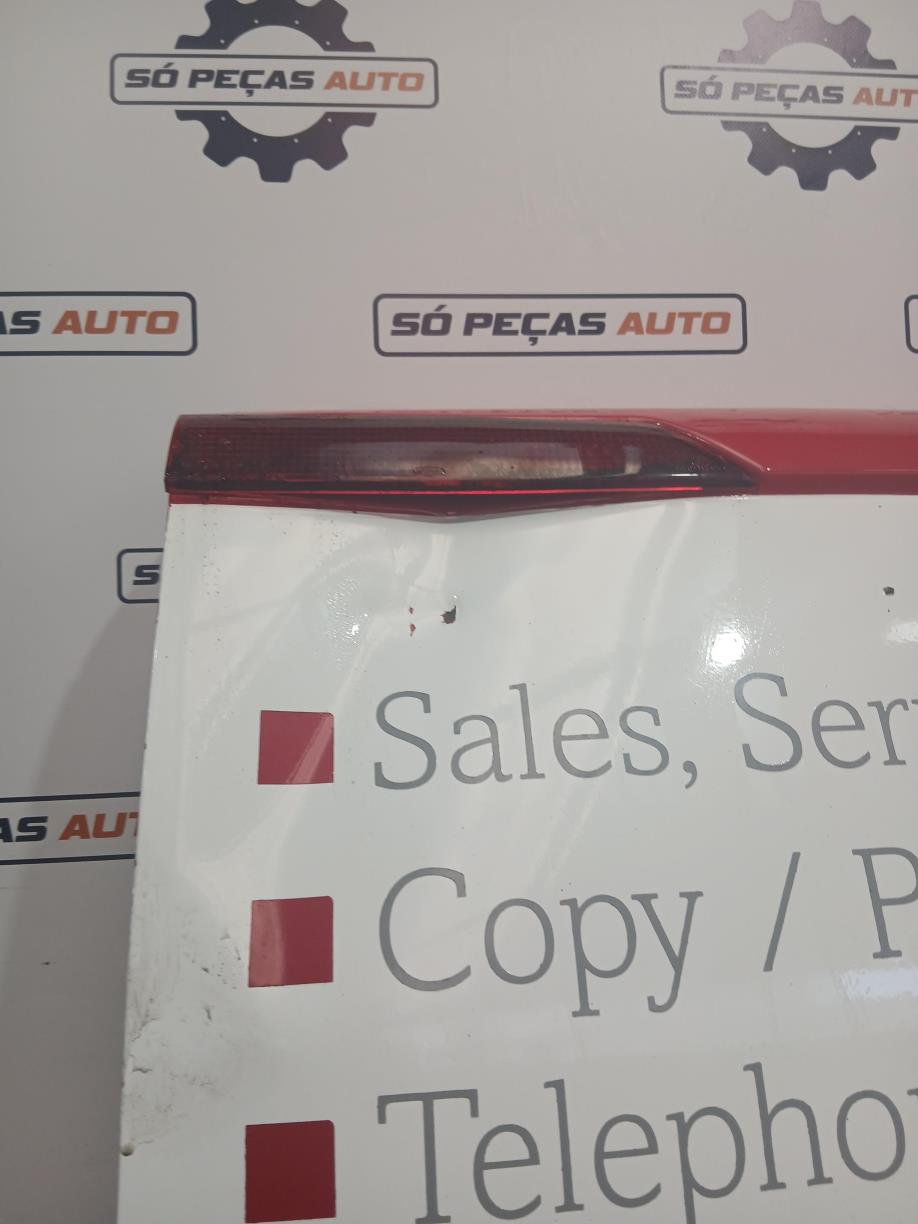 SÓ PEÇAS AUTO
SÓ PEÇAS AUT
AS AUTO
SÓ PEÇAS AUTO
S
AS AUT
Sales, Ser
Copy / P
Telepho